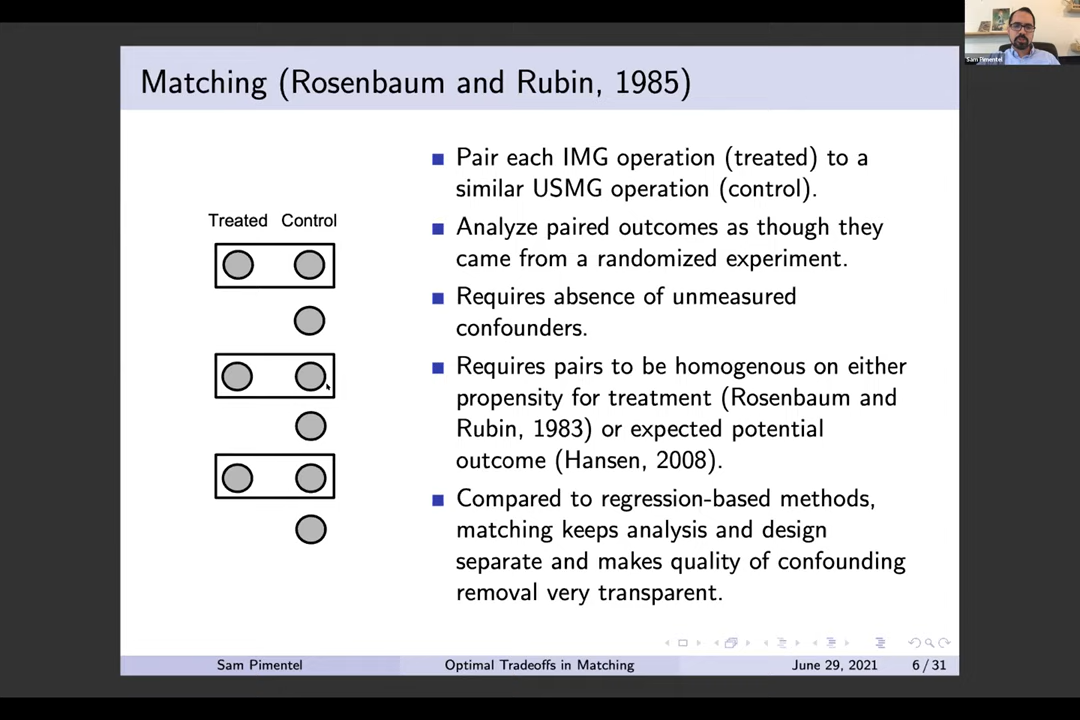 Sam Pimentel
Matching (Rosenbaum and Rubin, 1985)
Treated Control
Pair each IMG operation (treated) to a
similar USMG operation (control).
Analyze paired outcomes as though they
came from a randomized experiment.
Requires absence of unmeasured
confounders.
Requires pairs to be homogenous on either
propensity for treatment (Rosenbaum and
Rubin, 1983) or expected potential
outcome (Hansen, 2008).
Compared to regression-based methods,
matching keeps analysis and design
separate and makes quality of confounding
removal very transparent.
Sam Pimentel Optimal Tradeoffs in Matching June 29, 2021 6 / 31